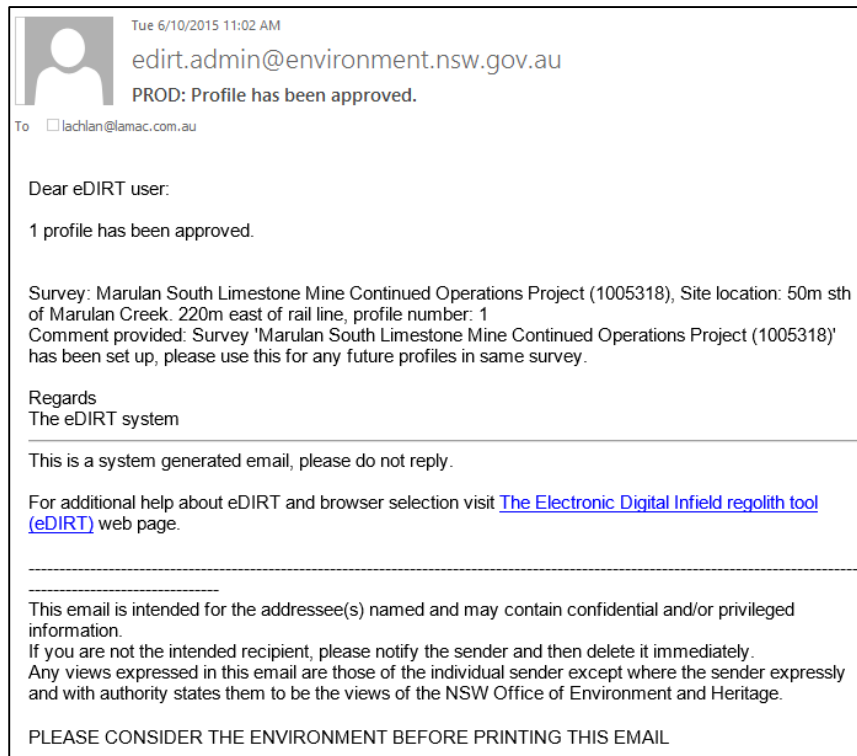 Tue 6/10/2015 11:02 AM
edirt.admin@environment.nsw.gov.au
PROD: Profile has been approved.
To lachlan@lamac.com.au
Dear eDIRT user:
1 profile has been approved.
Survey: Marulan South Limestone Mine Continued Operations Project (1005318), Site location: 50m sth
of Marulan Creek. 220m east of rail line, profile number: 1
Comment provided: Survey 'Marulan South Limestone Mine Continued Operations Project (1005318)'
has been set up, please use this for any future profiles in same survey.
Regards
The eDIRT system
This is a system generated email, please do not reply.
For additional help about eDIRT and browser selection visit The Electronic Digital Infield regolith tool
(eDIRT) web page.
---------------------------------------------------------------------------------------------------------------------------------------
-------------------------------
This email is intended for the addressee(s) named and may contain confidential and/or privileged
information.
If you are not the intended recipient, please notify the sender and then delete it immediately.
Any views expressed in this email are those of the individual sender except where the sender expressly
and with authority states them to be the views of the NSW Office of Environment and Heritage.
PLEASE CONSIDER THE ENVIRONMENT BEFORE PRINTING THIS EMAIL